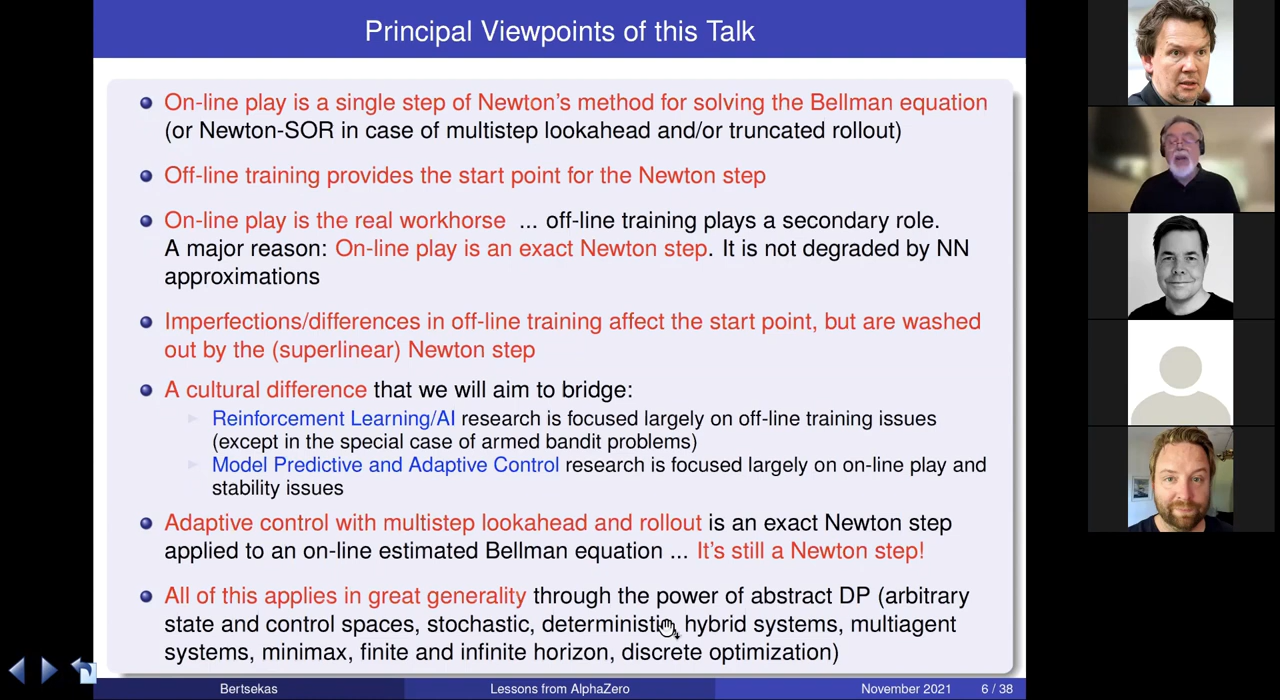 Principal Viewpoints of this Talk
On-line play is a single step of Newton's method for solving the Bellman equation
(or Newton-SOR in case of multistep lookahead and/or truncated rollout)
Off-line training provides the start point for the Newton step
On-line play is the real workhorse ... off-line training plays a secondary role.
A major reason: On-line play is an exact Newton step. It is not degraded by NN
approximations
Imperfections/differences in off-line training affect the start point, but are washed
out by the (superlinear) Newton step
A cultural difference that we will aim to bridge:
Reinforcement Learning/AI research is focused largely on off-line training issues
(except in the special case of armed bandit problems)
Model Predictive and Adaptive Control research is focused largely on on-line play and
stability issues
Adaptive control with multistep lookahead and rollout is an exact Newton step
applied to an on-line estimated Bellman equation ... It's still a Newton step!
All of this applies in great generality through the power of abstract DP (arbitrary
state and control spaces, stochastic, deterministic, hybrid systems, multiagent
systems, minimax, finite and infinite horizon, discrete optimization)
Bertsekas Lessons from AlphaZero November 2021 6 / 38